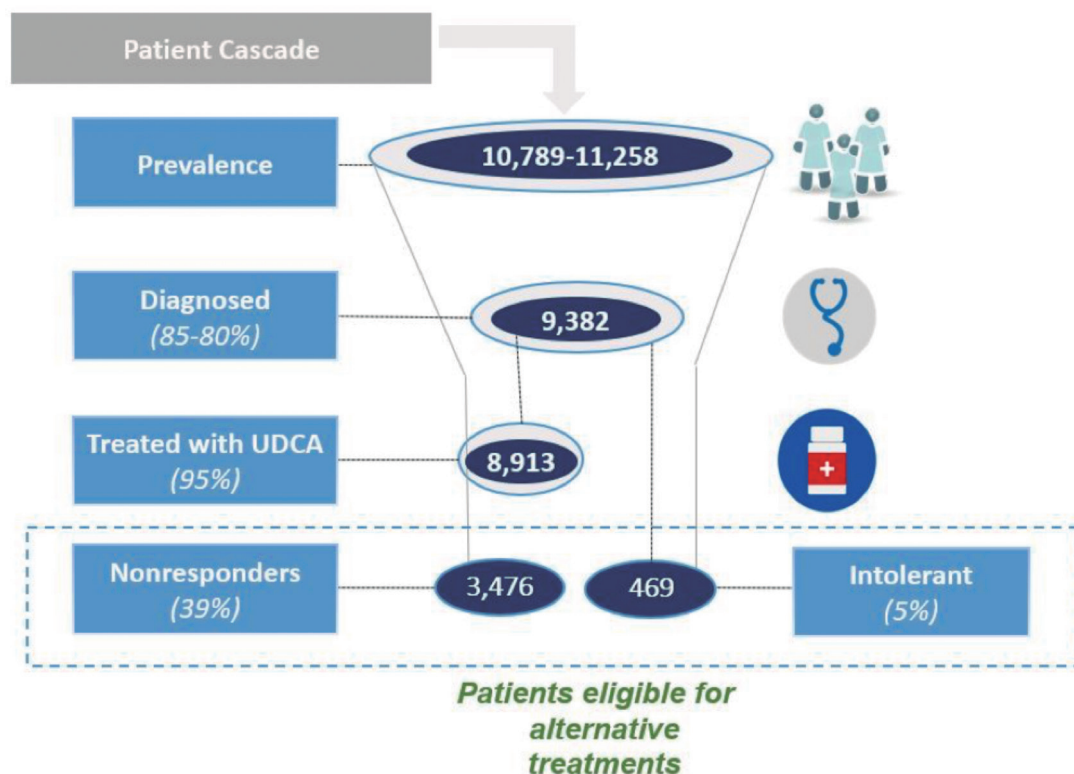 Patient Cascade
Prevalence
10,789-11,258
Diagnosed
(85-80%)
9,382
Treated with UDCA
(95%)
8,913
Nonresponders
(39%)
3,476
469
Intolerant
(5%)
Patients eligible for
alternative
treatments